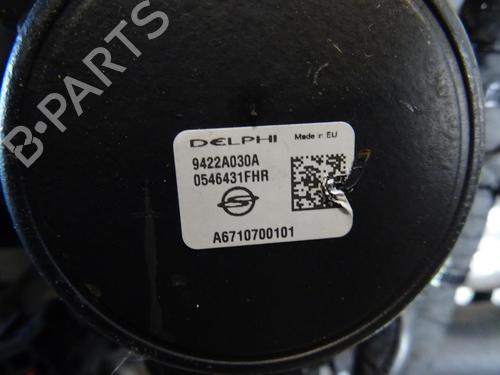 B-PARTS
DELPHI Made in EU
9422A030A
0546431FHR
A6710700101